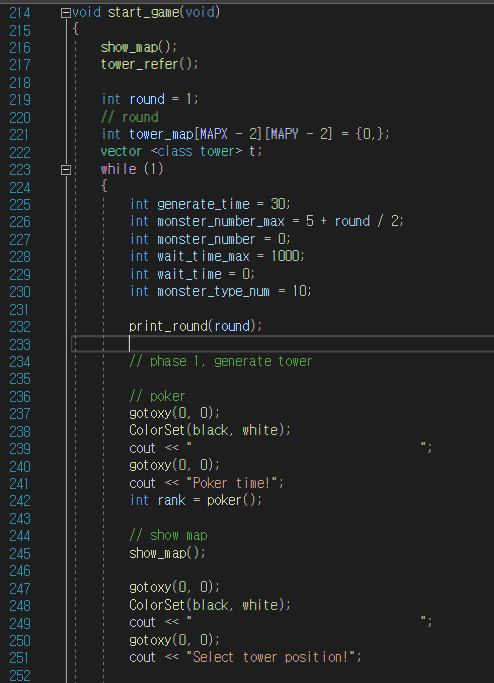 214 void start_game(void)
215 {
216 show_map();
217 tower_refer();
218
219 int round = 1;
220 // round
221 int tower_map[MAPX - 2][MAPY - 2] = {0,};
222 vector <class tower> t;
223 while (1)
224 {
225 int generate_time = 30;
226 int monster_number_max = 5 + round / 2;
227 int monster_number = 0;
228 int wait_time_max = 1000;
229 int wait_time = 0;
230 int monster_type_num = 10;
231
232 print_round(round);
233
234 // phase 1, generate tower
235
236 // poker
237 gotoxy(0, 0);
238 ColorSet(black, white);
239 cout << "                              ";
240 gotoxy(0, 0);
241 cout << "Poker time!";
242 int rank = poker();
243
244 // show map
245 show_map();
246
247 gotoxy(0, 0);
248 ColorSet(black, white);
249 cout << "                              ";
250 gotoxy(0, 0);
251 cout << "Select tower position!";
252